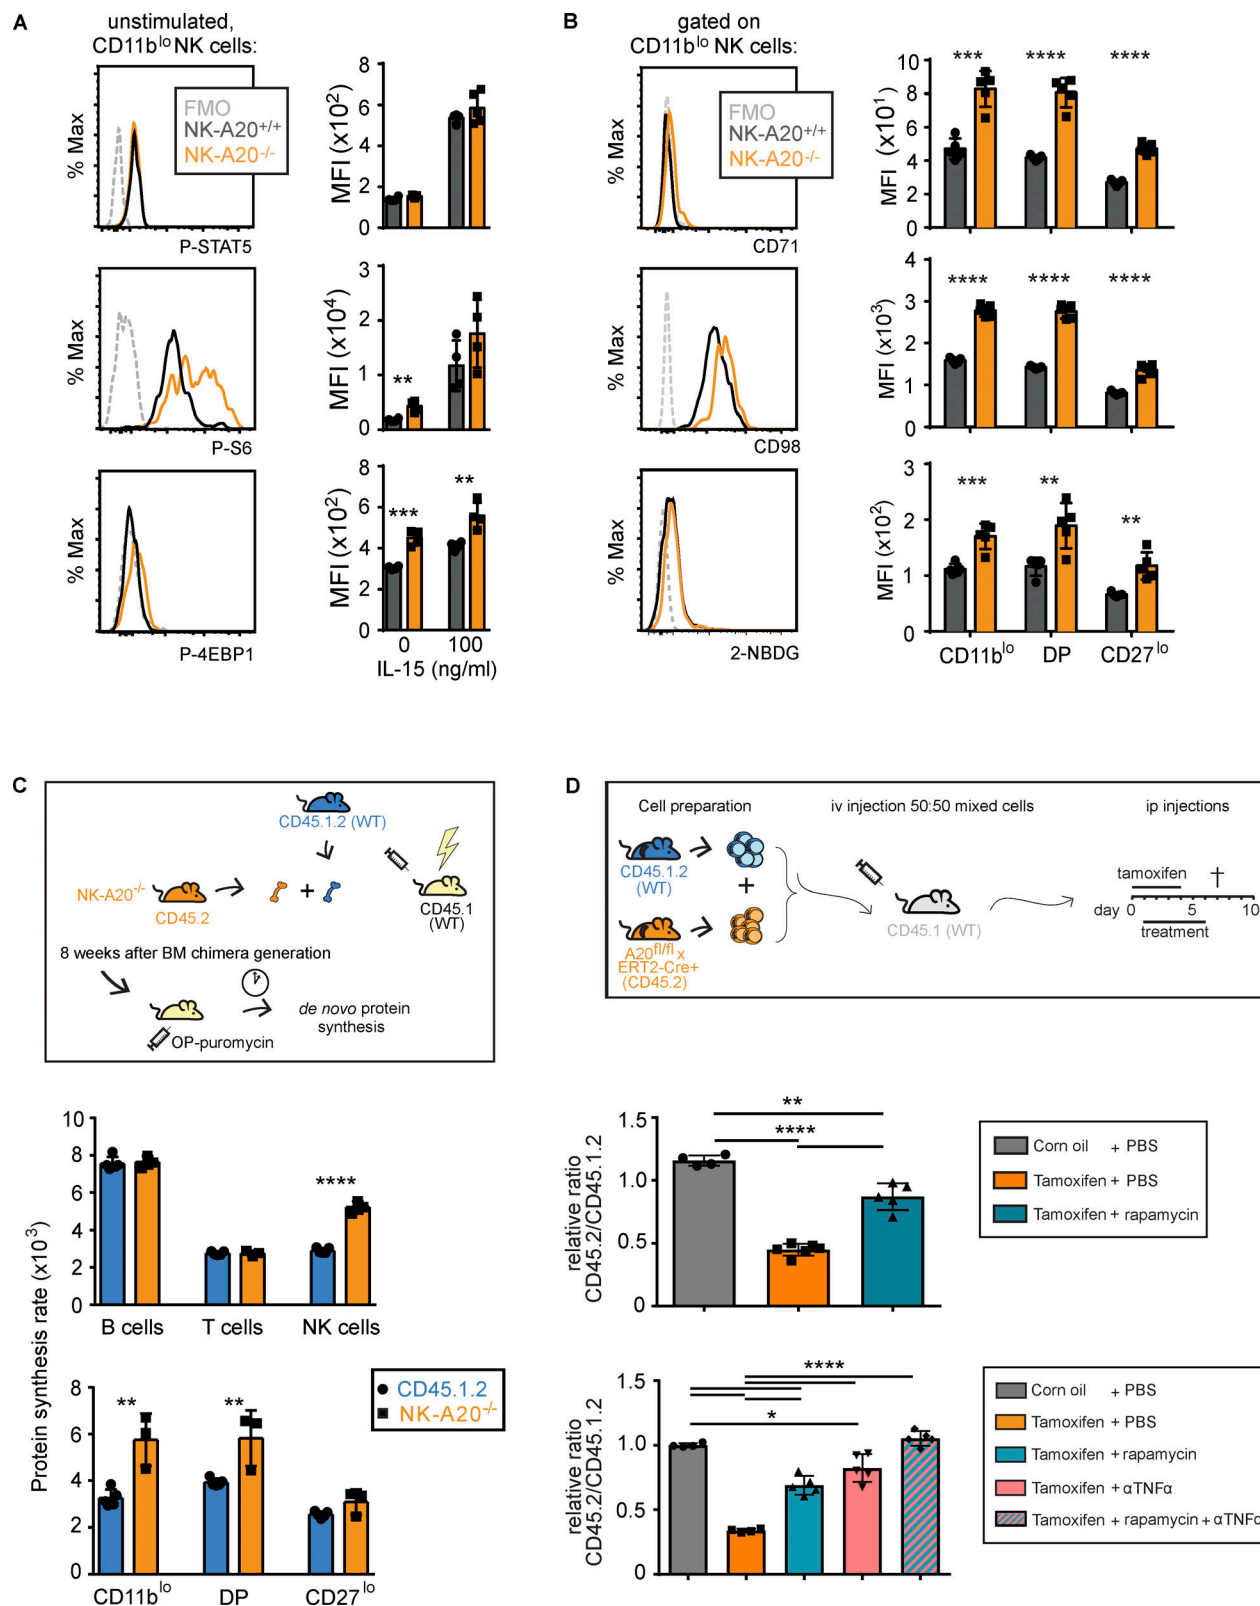 A
unstimulated,
CD11b^lo NK cells:
FMO
NK-A20+/+
NK-A20-/-
% Max
P-STAT5
MFI (x10²)
8
6
4
2
0
% Max
P-S6
MFI (x10⁴)
3
2
1
0
**
% Max
P-4EBP1
MFI (x10²)
8
6
4
2
0
***
**
0
100
IL-15 (ng/ml)
B
gated on
CD11b^lo NK cells:
FMO
NK-A20+/+
NK-A20-/-
% Max
CD71
MFI (x10¹)
10
8
6
4
2
0
***
****
****
% Max
CD98
MFI (x10³)
4
3
2
1
0
****
****
****
% Max
2-NBDG
MFI (x10²)
3
2
1
0
***
**
**
CD11b^lo
DP
CD27^lo
C
CD45.1.2 (WT)
NK-A20-/-
CD45.2
+
CD45.1
(WT)
8 weeks after BM chimera generation
OP-puromycin
de novo protein
synthesis
Protein synthesis rate (x10³)
10
8
6
4
2
0
****
B cells
T cells
NK cells
8
6
4
2
0
**
**
CD11b^lo
DP
CD27^lo
CD45.1.2
NK-A20-/-
D
Cell preparation
iv injection 50:50 mixed cells
ip injections
CD45.1.2
(WT)
+
A20^fl/fl x
ERT2-Cre+
(CD45.2)
CD45.1 (WT)
tamoxifen
†
day 0 5 10
treatment
relative ratio
CD45.2/CD45.1.2
1.5
1.0
0.5
0
**
****
Corn oil + PBS
Tamoxifen + PBS
Tamoxifen + rapamycin
relative ratio
CD45.2/CD45.1.2
1.5
1.0
0.5
0
****
*
Corn oil + PBS
Tamoxifen + PBS
Tamoxifen + rapamycin
Tamoxifen + αTNFα
Tamoxifen + rapamycin + αTNFα